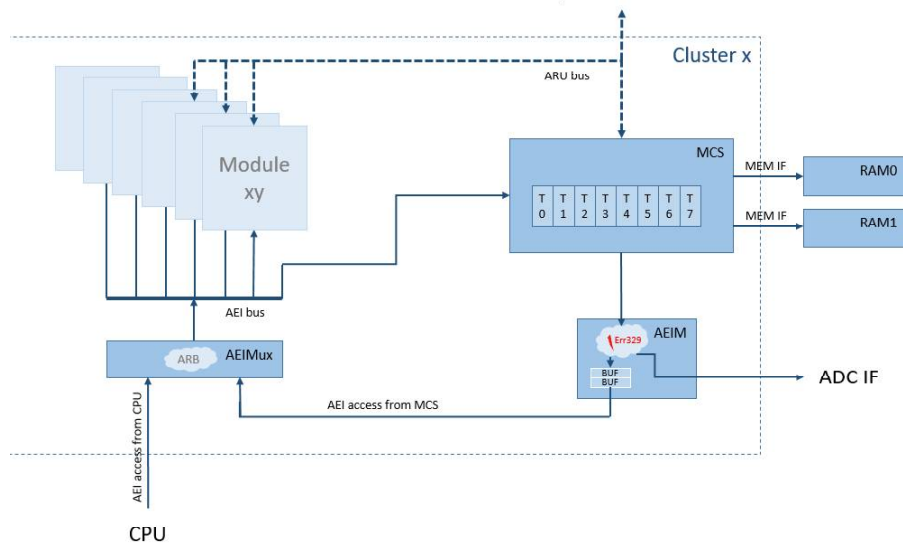 Cluster x
ARU bus
MCS
Module
xy
MEM IF
RAM0
T T T T T T T T
0 1 2 3 4 5 6 7
MEM IF
RAM1
AEI bus
AEIM
Err329
AEIMux
ARB
BUF
BUF
ADC IF
AEI access from MCS
AEI access from CPU
CPU